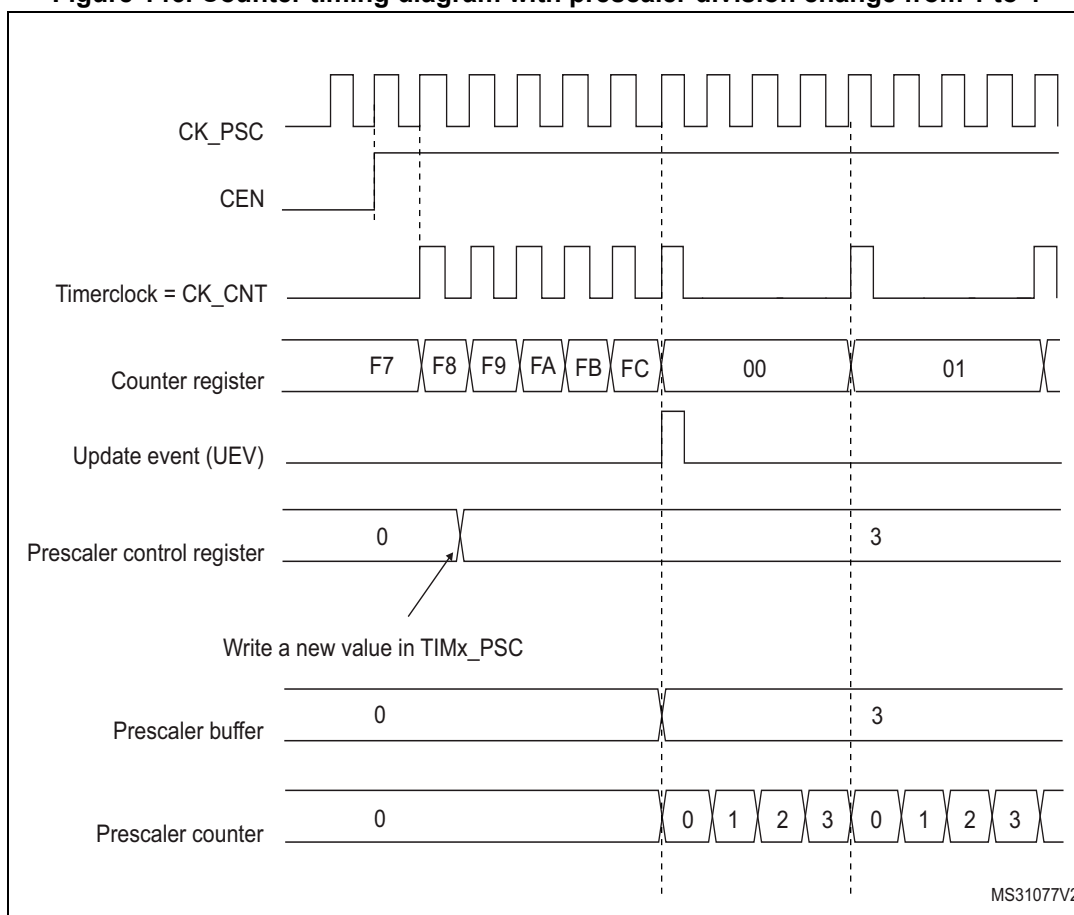 CK_PSC
CEN
Timerclock = CK_CNT
Counter register
F7 F8 F9 FA FB FC 00 01
Update event (UEV)
Prescaler control register
0 3
Write a new value in TIMx_PSC
Prescaler buffer
0 3
Prescaler counter
0 0 1 2 3 0 1 2 3
MS31077V2